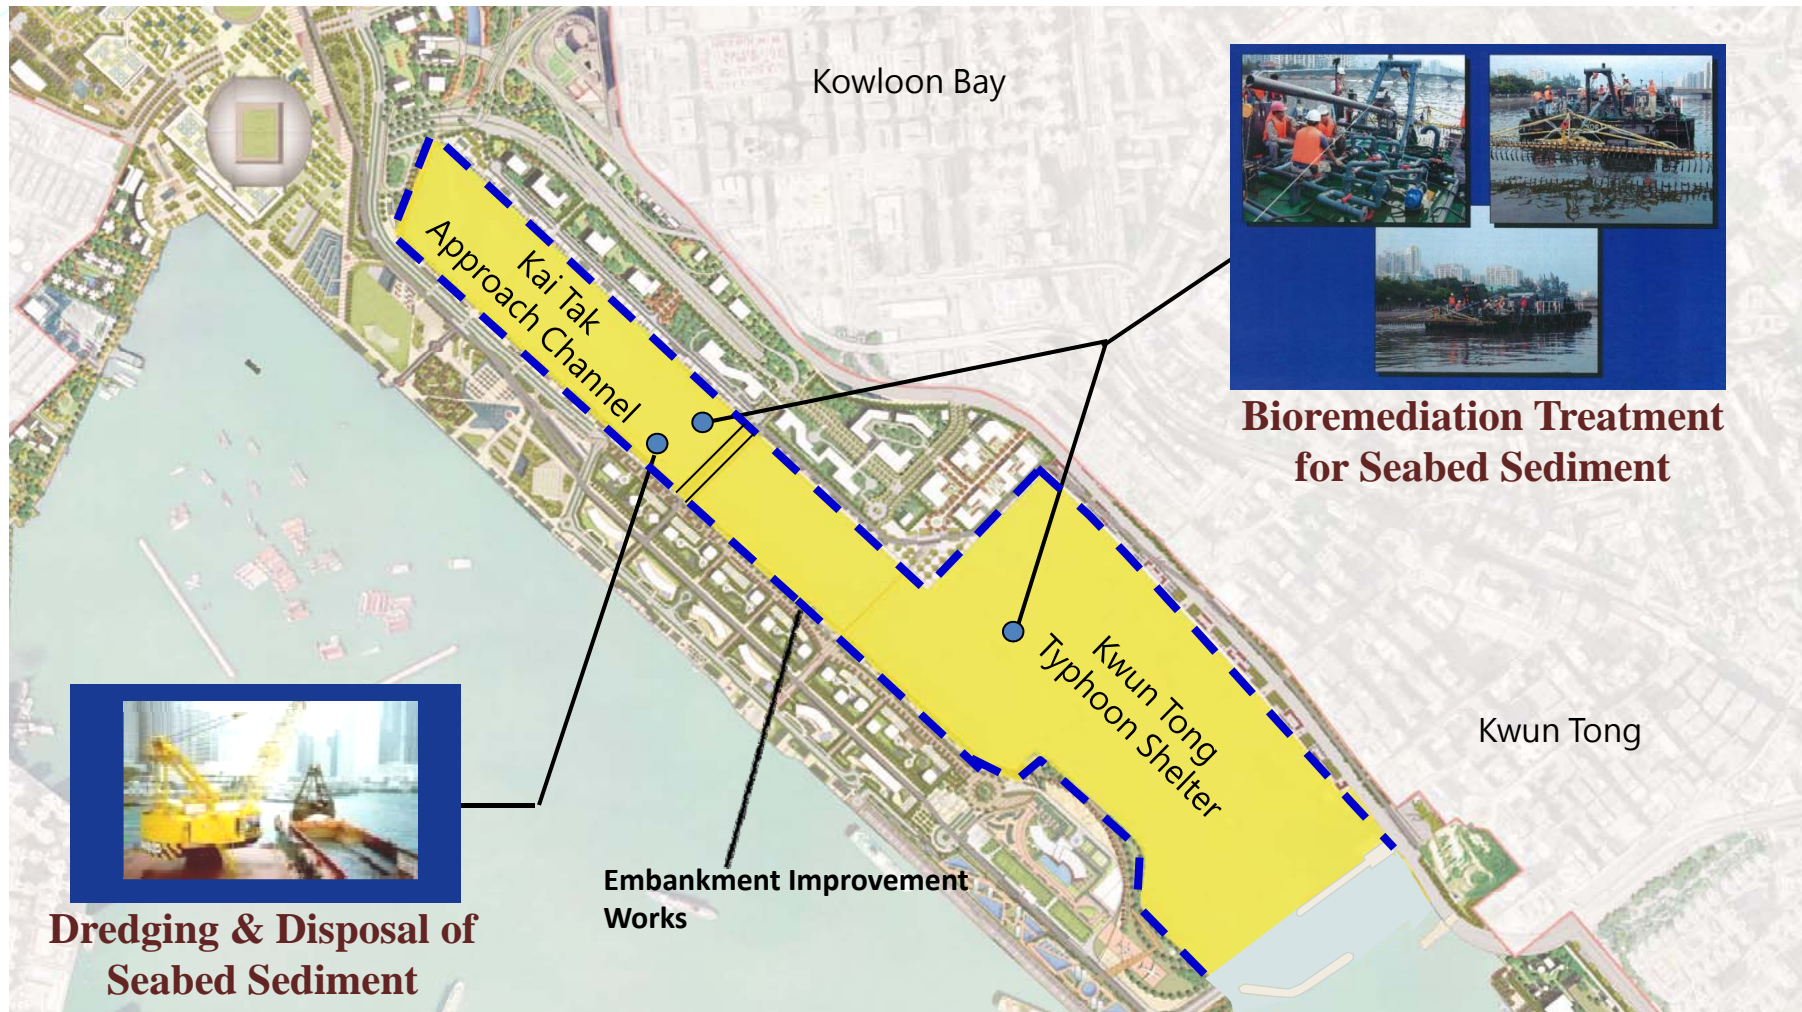 Kowloon Bay
Kai Tak
Approach Channel
Bioremediation Treatment
for Seabed Sediment
Kwun Tong
Typhoon Shelter
Kwun Tong
Embankment Improvement
Works
Dredging & Disposal of
Seabed Sediment